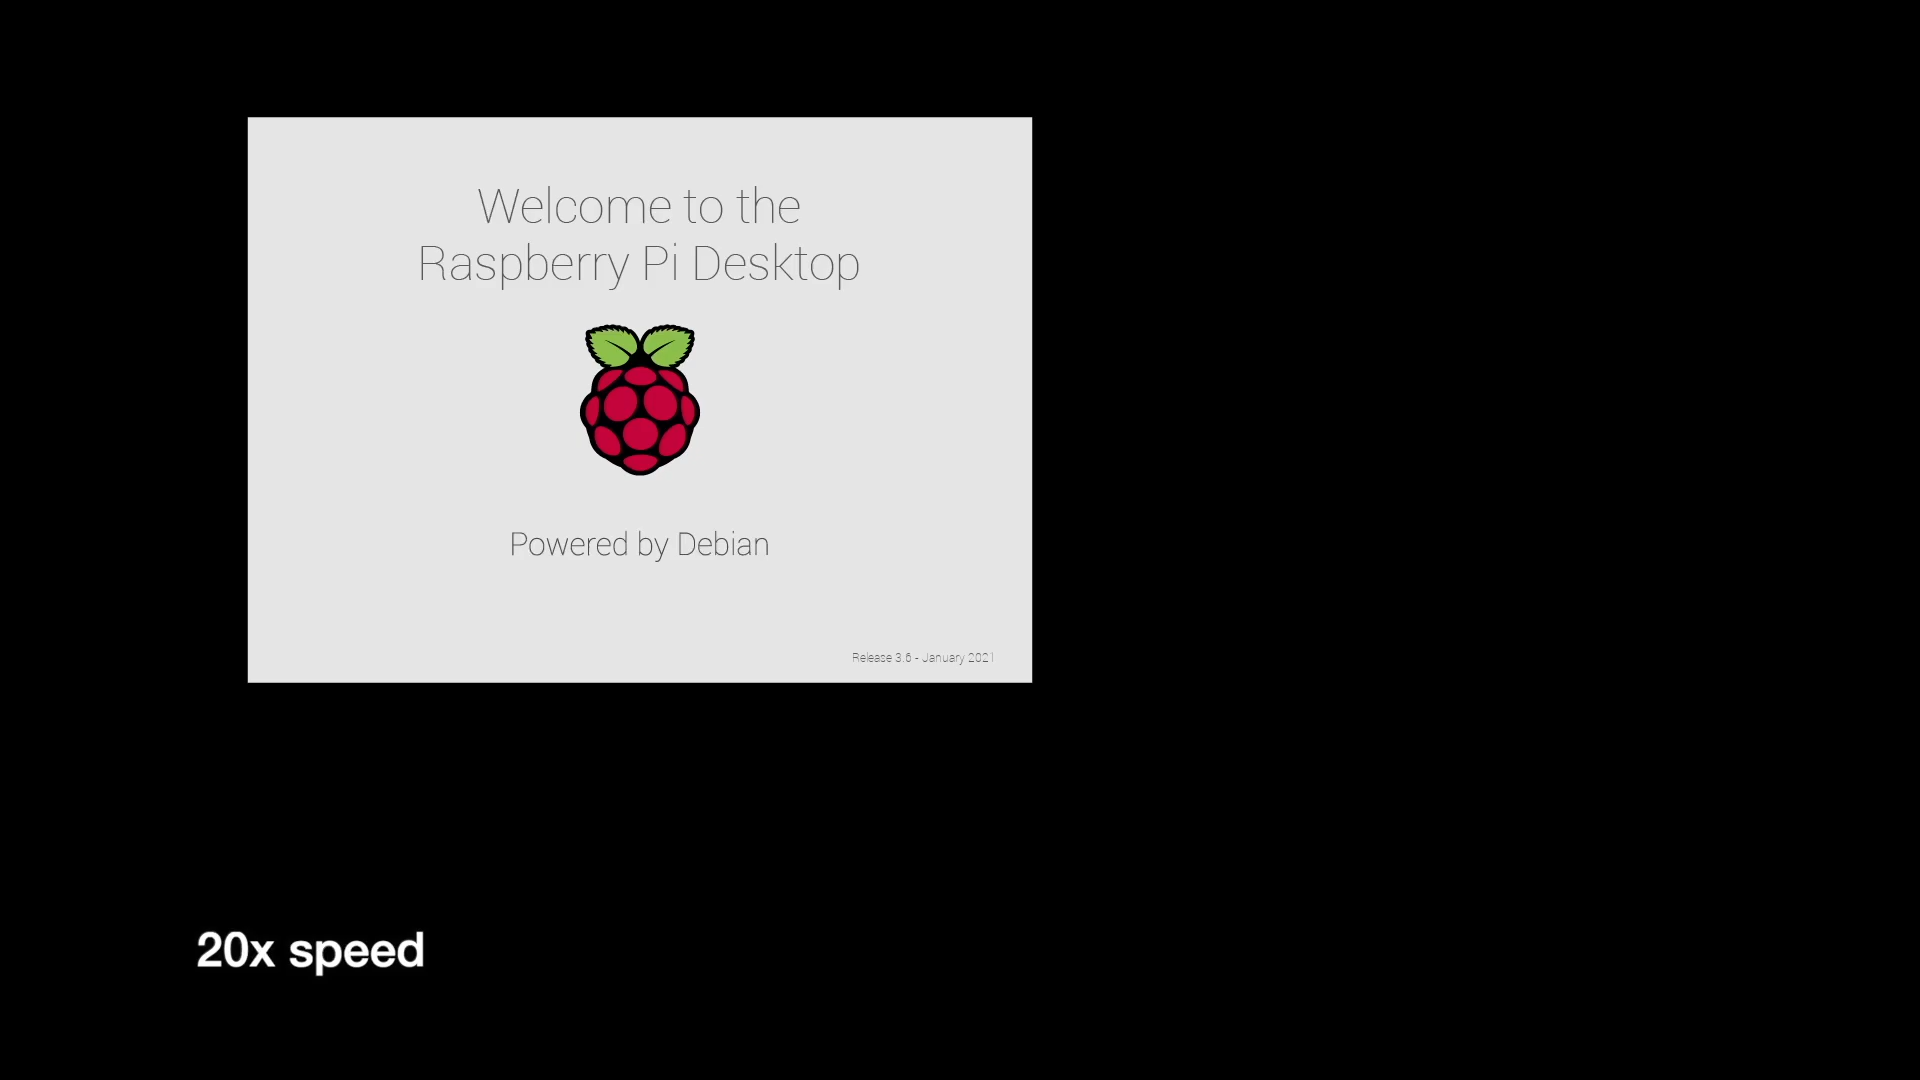 Welcome to the
Raspberry Pi Desktop
Powered by Debian
Release 3.6 - January 2021
20x speed